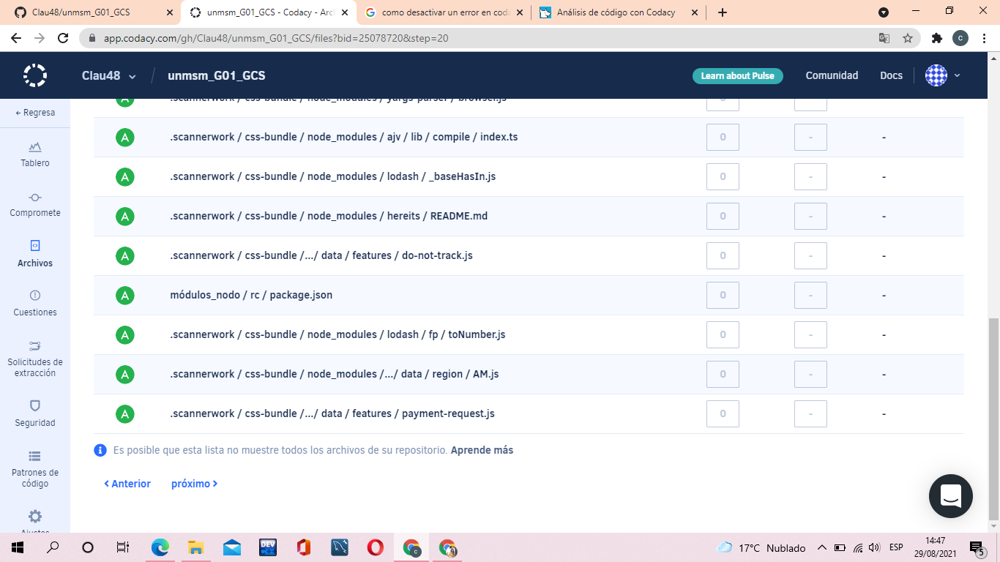 Clau48/unmsm_G01_GCS
unmsm_G01_GCS - Codacy - Arc
como desactivar un error en cod
Análisis de código con Codacy
app.codacy.com/gh/Clau48/unmsm_G01_GCS/files?bid=25078720&step=20
c
Clau48
/
unmsm_G01_GCS
Learn about Pulse
Comunidad
Docs
← Regresa
Tablero
Compromete
Archivos
Cuestiones
Solicitudes de
extracción
Seguridad
Patrones de
código
Ajustes
A .scannerwork / css-bundle / node_modules / yargs-parser / browser.js 0 -
A .scannerwork / css-bundle / node_modules / ajv / lib / compile / index.ts 0 - -
A .scannerwork / css-bundle / node_modules / lodash / _baseHasIn.js 0 - -
A .scannerwork / css-bundle / node_modules / hereits / README.md 0 - -
A .scannerwork / css-bundle /.../ data / features / do-not-track.js 0 - -
A módulos_nodo / rc / package.json 0 - -
A .scannerwork / css-bundle / node_modules / lodash / fp / toNumber.js 0 - -
A .scannerwork / css-bundle / node_modules /.../ data / region / AM.js 0 - -
A .scannerwork / css-bundle /.../ data / features / payment-request.js 0 - -
Es posible que esta lista no muestre todos los archivos de su repositorio. Aprende más
Anterior
próximo
DEV
c
17°C Nublado
ESP
14:47
29/08/2021
5